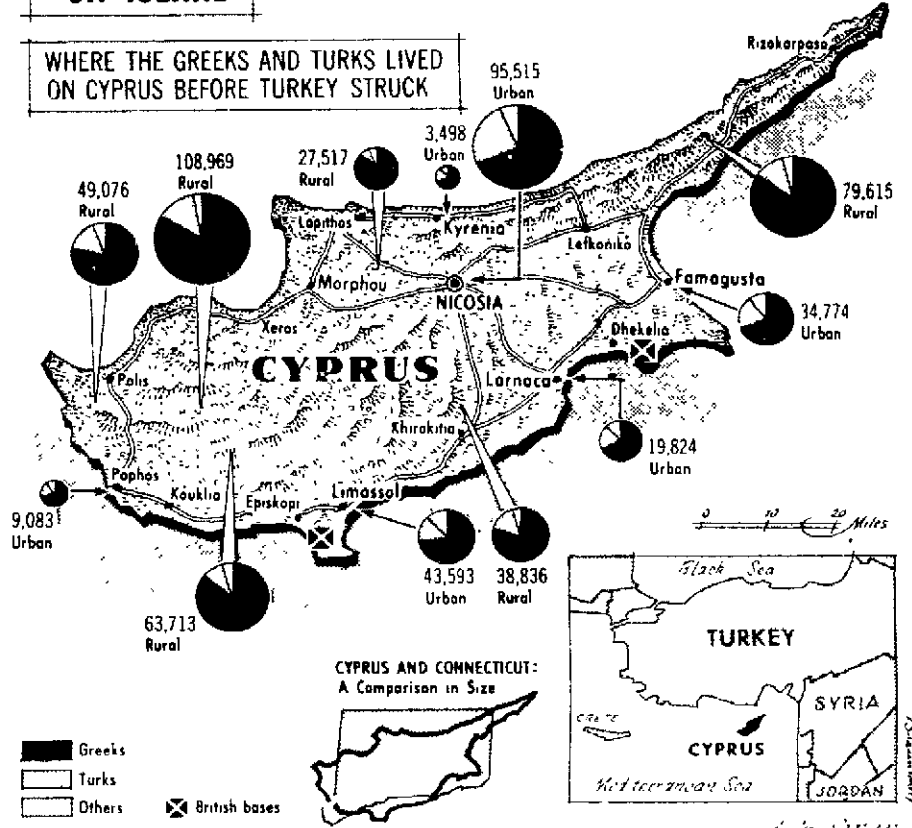 WHERE THE GREEKS AND TURKS LIVED
ON CYPRUS BEFORE TURKEY STRUCK
95,515
Urban
Rizokarpaso
3,498
Urban
27,517
Rural
108,969
Rural
49,076
Rural
79.615
Rural
Lapithos
Kyrenia
Lefkoniko
Morphou
NICOSIA
Famagusta
34,774
Urban
Xeros
Dhekelia
CYPRUS
Polis
Larnaca
Khirokitia
19,824
Urban
Paphos
Kouklia
Episkopi
Limassol
9,083
Urban
0 10 20 Miles
43,593
Urban
38,836
Rural
63,713
Rural
Black Sea
TURKEY
SYRIA
CRETE
CYPRUS
Mediterranean Sea
JORDAN
CYPRUS AND CONNECTICUT:
A Comparison in Size
Greeks
Turks
Others
British bases